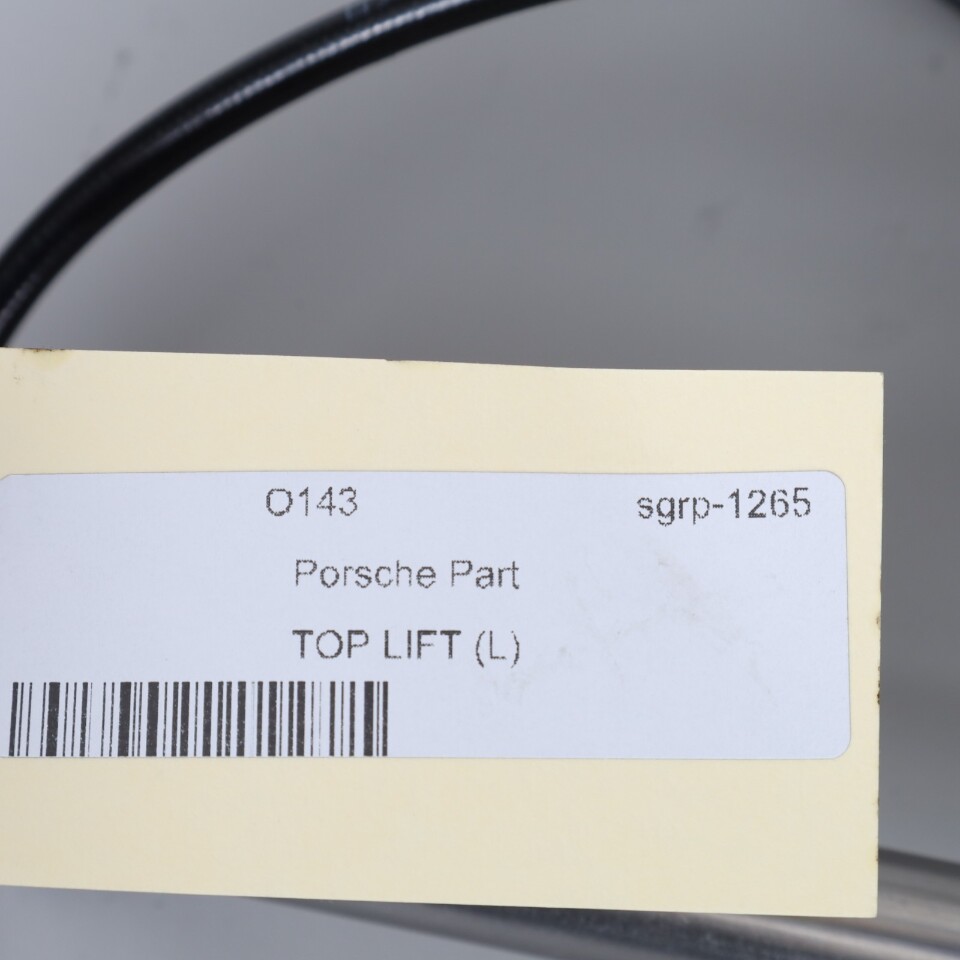 O143 sgrp-1265
Porsche Part
TOP LIFT (L)